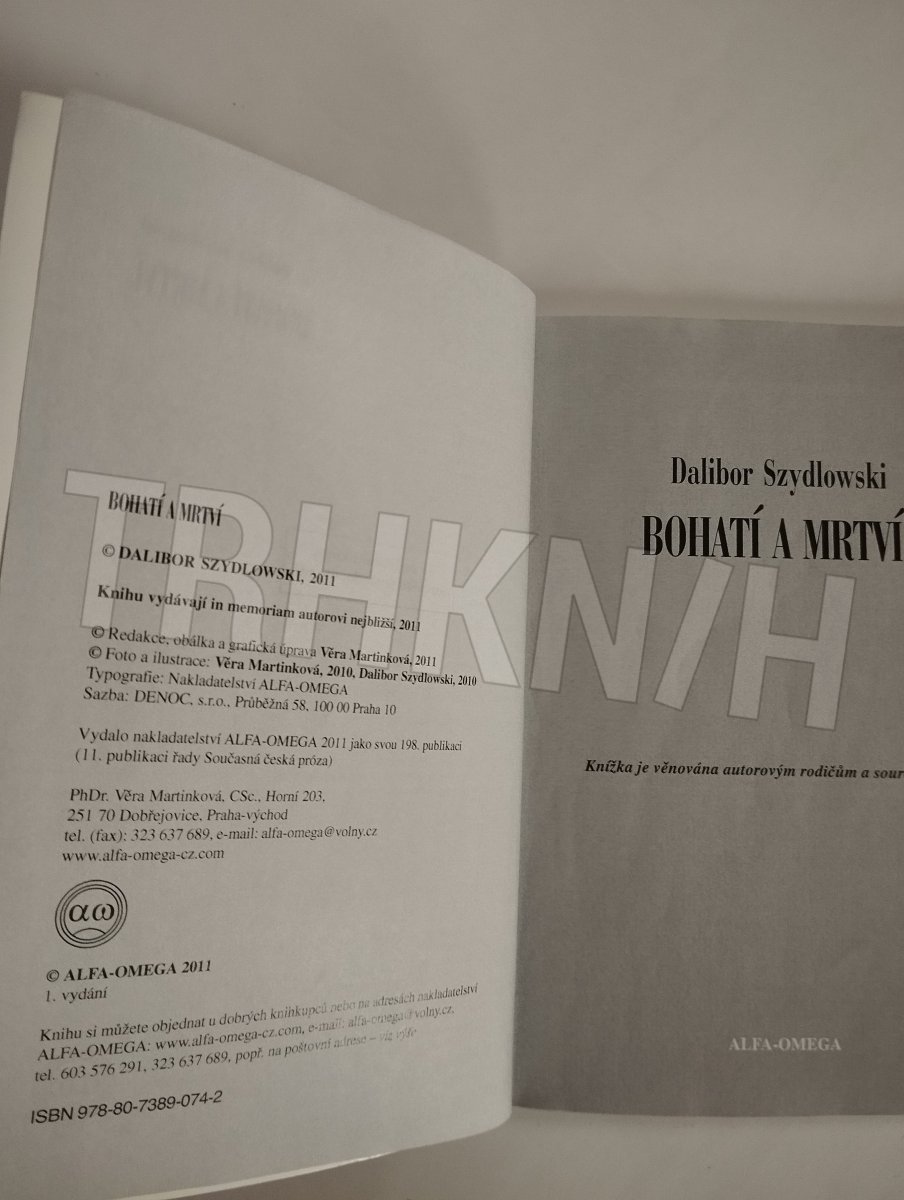 BOHATÍ A MRTVÍ
© DALIBOR SZYDLOWSKI, 2011
Knihu vydávají in memoriam autorovi nejbližší, 2011
© Redakce, obálka a grafická úprava Věra Martinková, 2011
© Foto a ilustrace: Věra Martinková, 2010, Dalibor Szydlowski, 2010
Typografie: Nakladatelství ALFA-OMEGA
Sazba: DENOC, s.r.o., Průběžná 58, 100 00 Praha 10
Vydalo nakladatelství ALFA-OMEGA 2011 jako svou 198. publikaci
(11. publikaci řady Současná česká próza)
PhDr. Věra Martinková, CSc., Horní 203,
251 70 Dobřejovice, Praha-východ
tel. (fax): 323 637 689, e-mail: alfa-omega@volny.cz
www.alfa-omega-cz.com
αω
© ALFA-OMEGA 2011
1. vydání
Knihu si můžete objednat u dobrých knihkupců nebo na adresách nakladatelství
ALFA-OMEGA: www.alfa-omega-cz.com, e-mail: alfa-omega@volny.cz,
tel. 603 576 291, 323 637 689, popř. na poštovní adrese – viz výše
ISBN 978-80-7389-074-2
Dalibor Szydlowski
BOHATÍ A MRTVÍ
Knížka je věnována autorovým rodičům a sour
ALFA-OMEGA
TRHKNIH